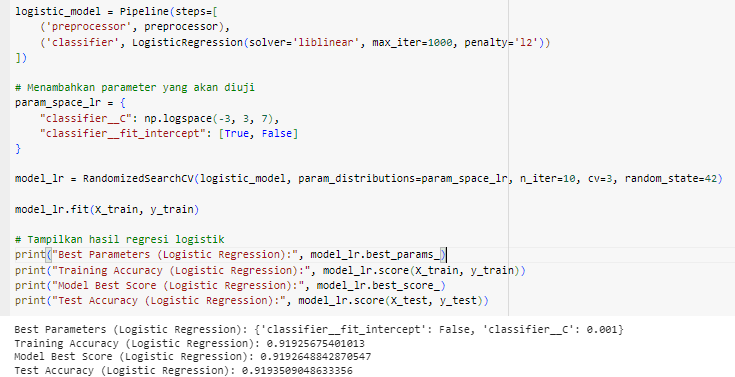 logistic_model = Pipeline(steps=[
    ('preprocessor', preprocessor),
    ('classifier', LogisticRegression(solver='liblinear', max_iter=1000, penalty='l2'))
])

# Menambahkan parameter yang akan diuji
param_space_lr = {
    "classifier__C": np.logspace(-3, 3, 7),
    "classifier__fit_intercept": [True, False]
}

model_lr = RandomizedSearchCV(logistic_model, param_distributions=param_space_lr, n_iter=10, cv=3, random_state=42)

model_lr.fit(X_train, y_train)

# Tampilkan hasil regresi logistik
print("Best Parameters (Logistic Regression):", model_lr.best_params_)
print("Training Accuracy (Logistic Regression):", model_lr.score(X_train, y_train))
print("Model Best Score (Logistic Regression):", model_lr.best_score_)
print("Test Accuracy (Logistic Regression):", model_lr.score(X_test, y_test))

Best Parameters (Logistic Regression): {'classifier__fit_intercept': False, 'classifier__C': 0.001}
Training Accuracy (Logistic Regression): 0.91925675401013
Model Best Score (Logistic Regression): 0.9192648842870547
Test Accuracy (Logistic Regression): 0.9193509048633356